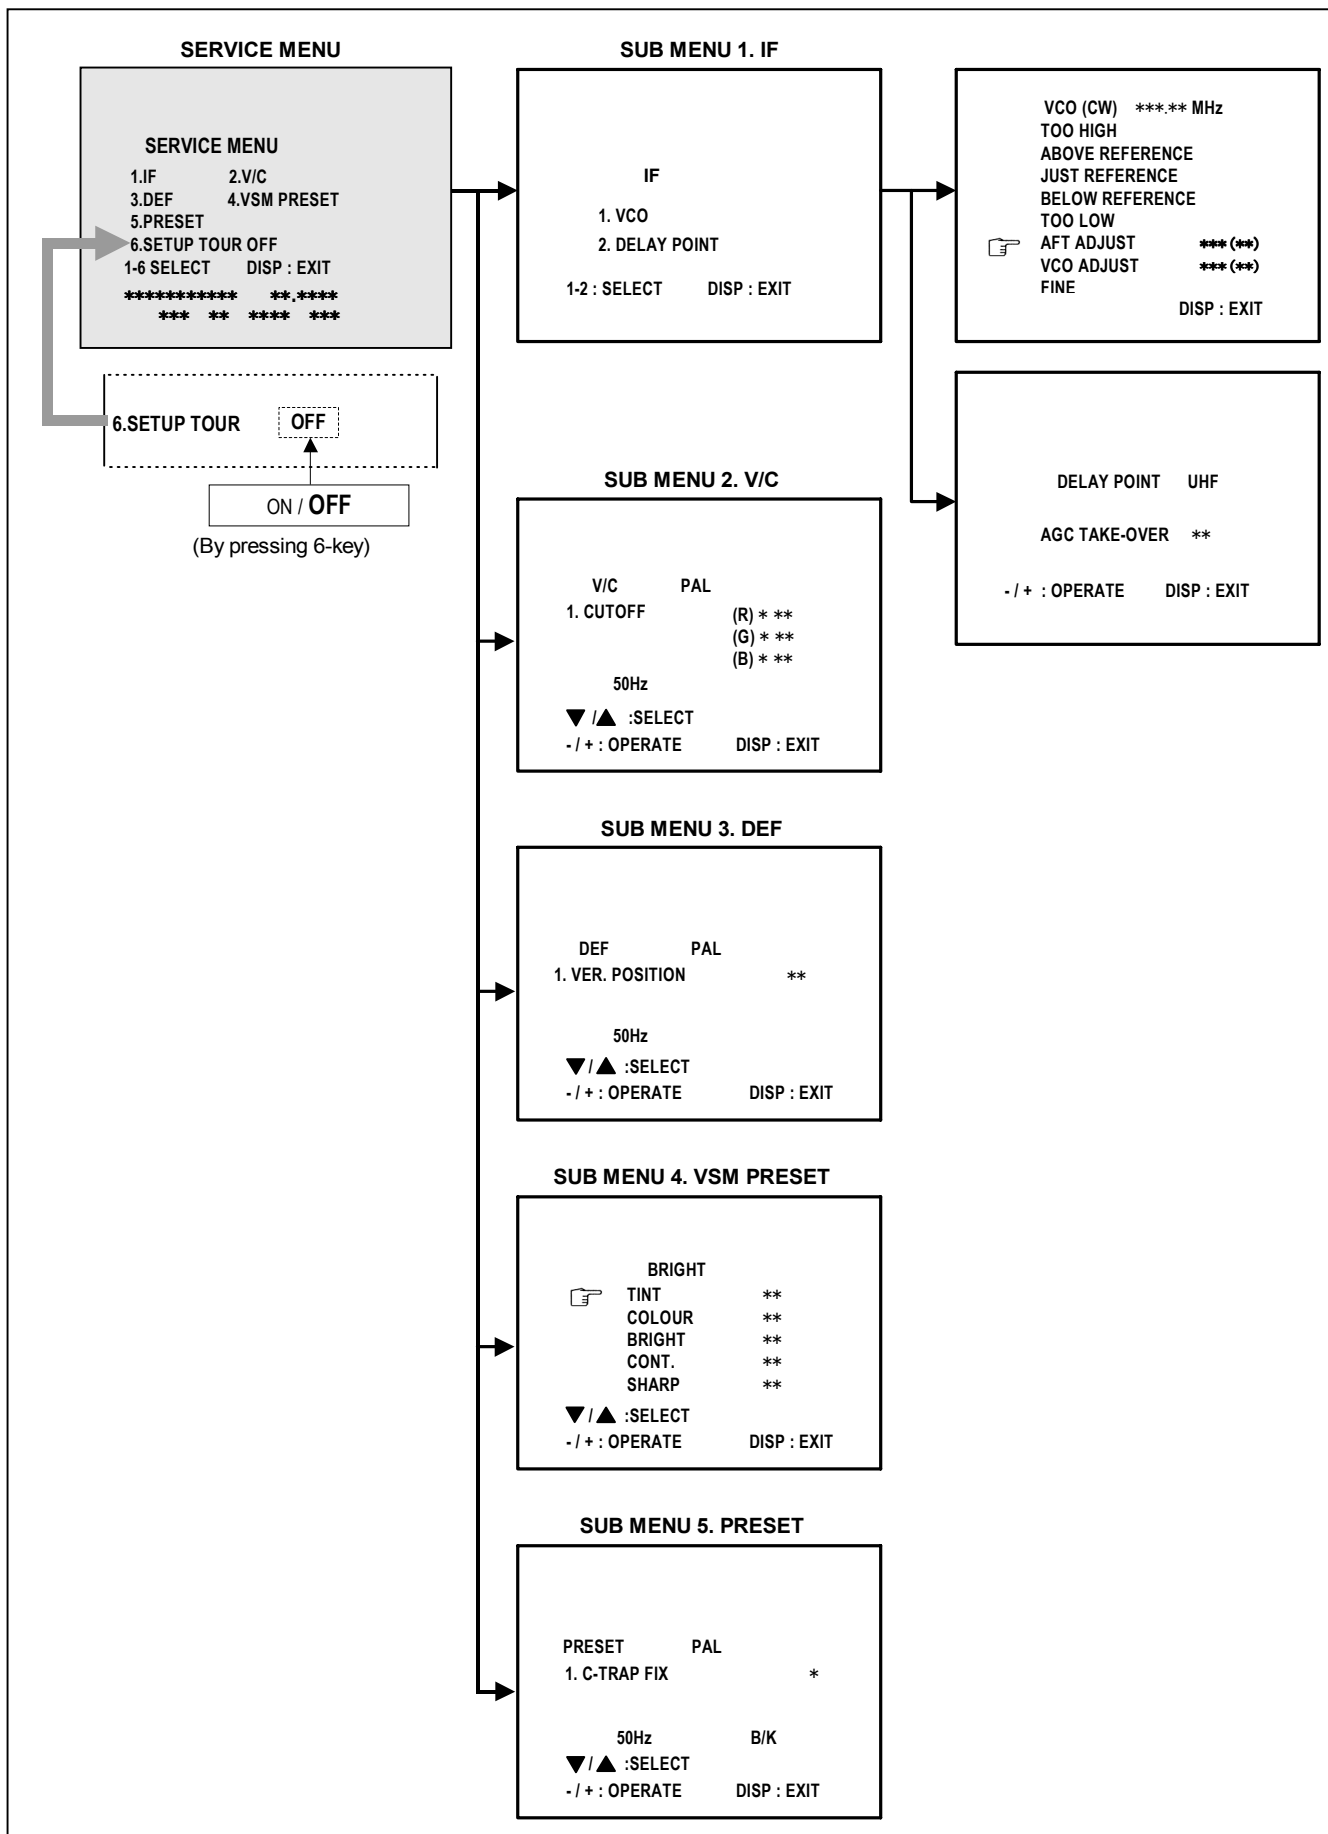 SERVICE MENU
SERVICE MENU
1.IF 2.V/C
3.DEF 4.VSM PRESET
5.PRESET
6.SETUP TOUR OFF
1-6 SELECT DISP : EXIT
*********** **.****
*** ** **** ***
6.SETUP TOUR OFF
ON / OFF
(By pressing 6-key)
SUB MENU 1. IF
IF
1. VCO
2. DELAY POINT
1-2 : SELECT DISP : EXIT
VCO (CW) ***.** MHz
TOO HIGH
ABOVE REFERENCE
JUST REFERENCE
BELOW REFERENCE
TOO LOW
☞ AFT ADJUST ***(**)
VCO ADJUST ***(**)
FINE
DISP : EXIT
DELAY POINT UHF
AGC TAKE-OVER **
- / + : OPERATE DISP : EXIT
SUB MENU 2. V/C
V/C PAL
1. CUTOFF (R) * **
(G) * **
(B) * **
50Hz
▼ /▲ :SELECT
- / + : OPERATE DISP : EXIT
SUB MENU 3. DEF
DEF PAL
1. VER. POSITION **
50Hz
▼/▲ :SELECT
- / + : OPERATE DISP : EXIT
SUB MENU 4. VSM PRESET
BRIGHT
☞ TINT **
COLOUR **
BRIGHT **
CONT. **
SHARP **
▼/▲ :SELECT
- / + : OPERATE DISP : EXIT
SUB MENU 5. PRESET
PRESET PAL
1. C-TRAP FIX *
50Hz B/K
▼/▲ :SELECT
- / + : OPERATE DISP : EXIT